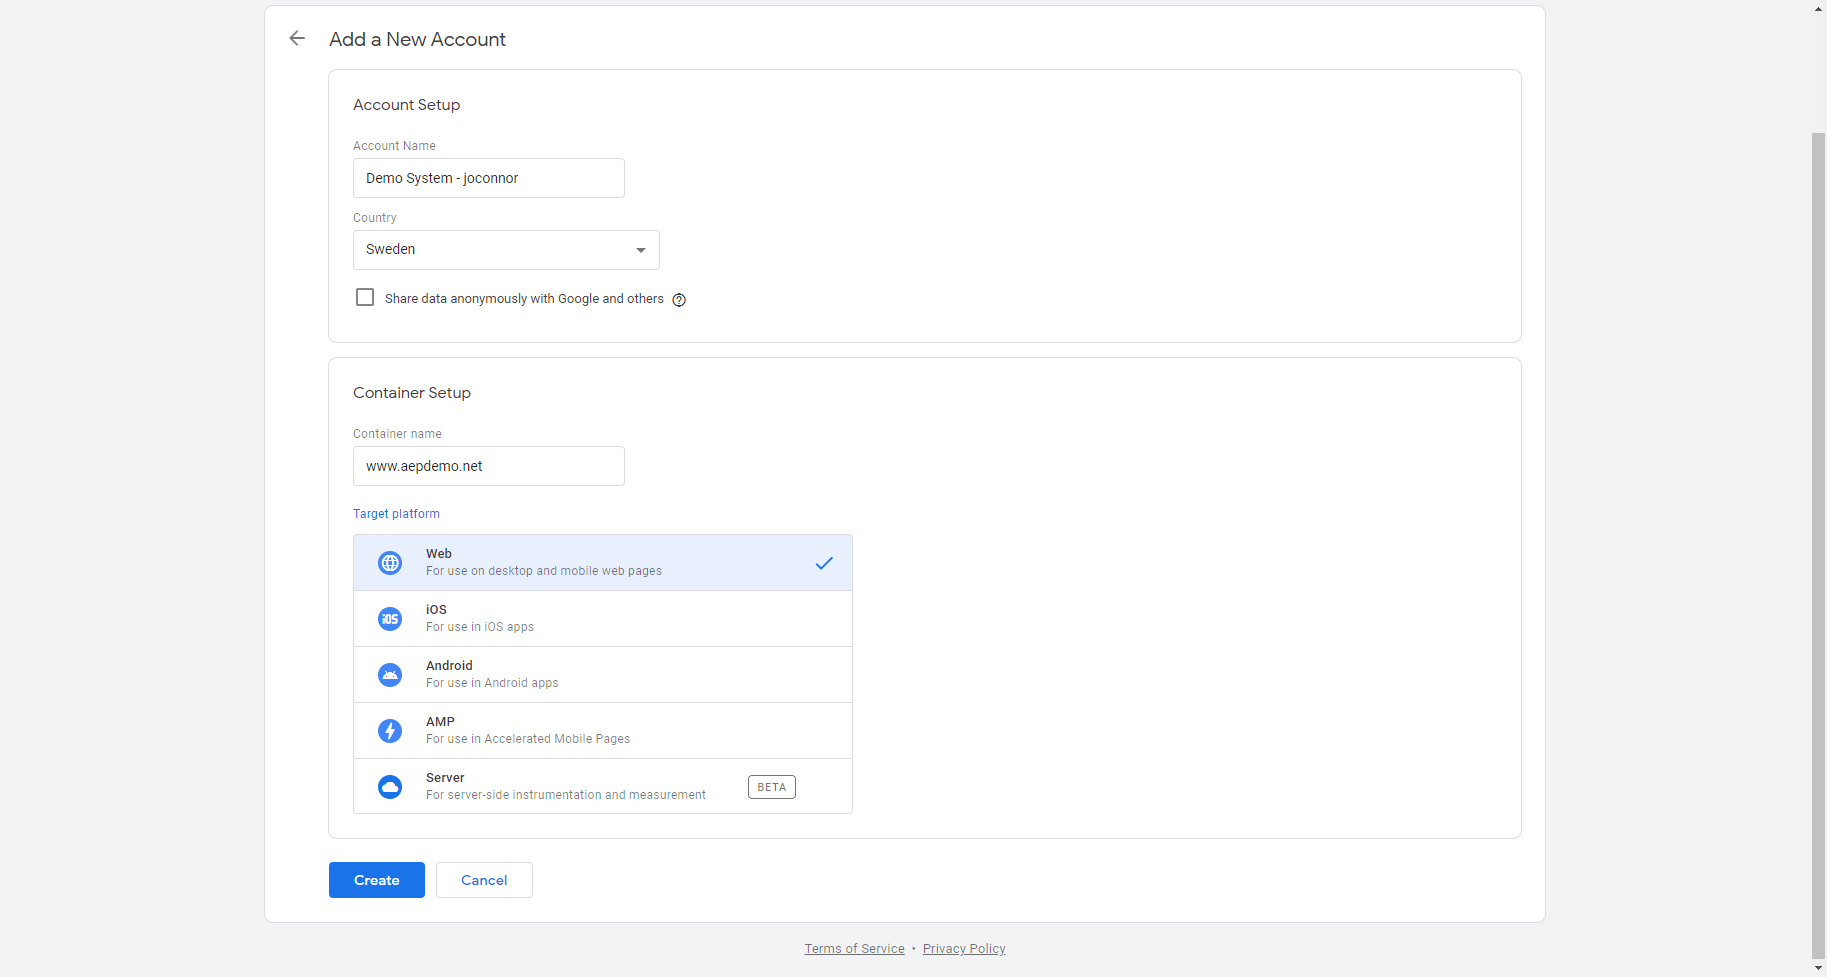 Add a New Account
Account Setup
Account Name
Demo System - joconnor
Country
Sweden
Share data anonymously with Google and others
Container Setup
Container name
www.aepdemo.net
Target platform
Web
For use on desktop and mobile web pages
iOS
iOS
For use in iOS apps
Android
For use in Android apps
AMP
For use in Accelerated Mobile Pages
Server
For server-side instrumentation and measurement
BETA
Create Cancel
Terms of Service • Privacy Policy